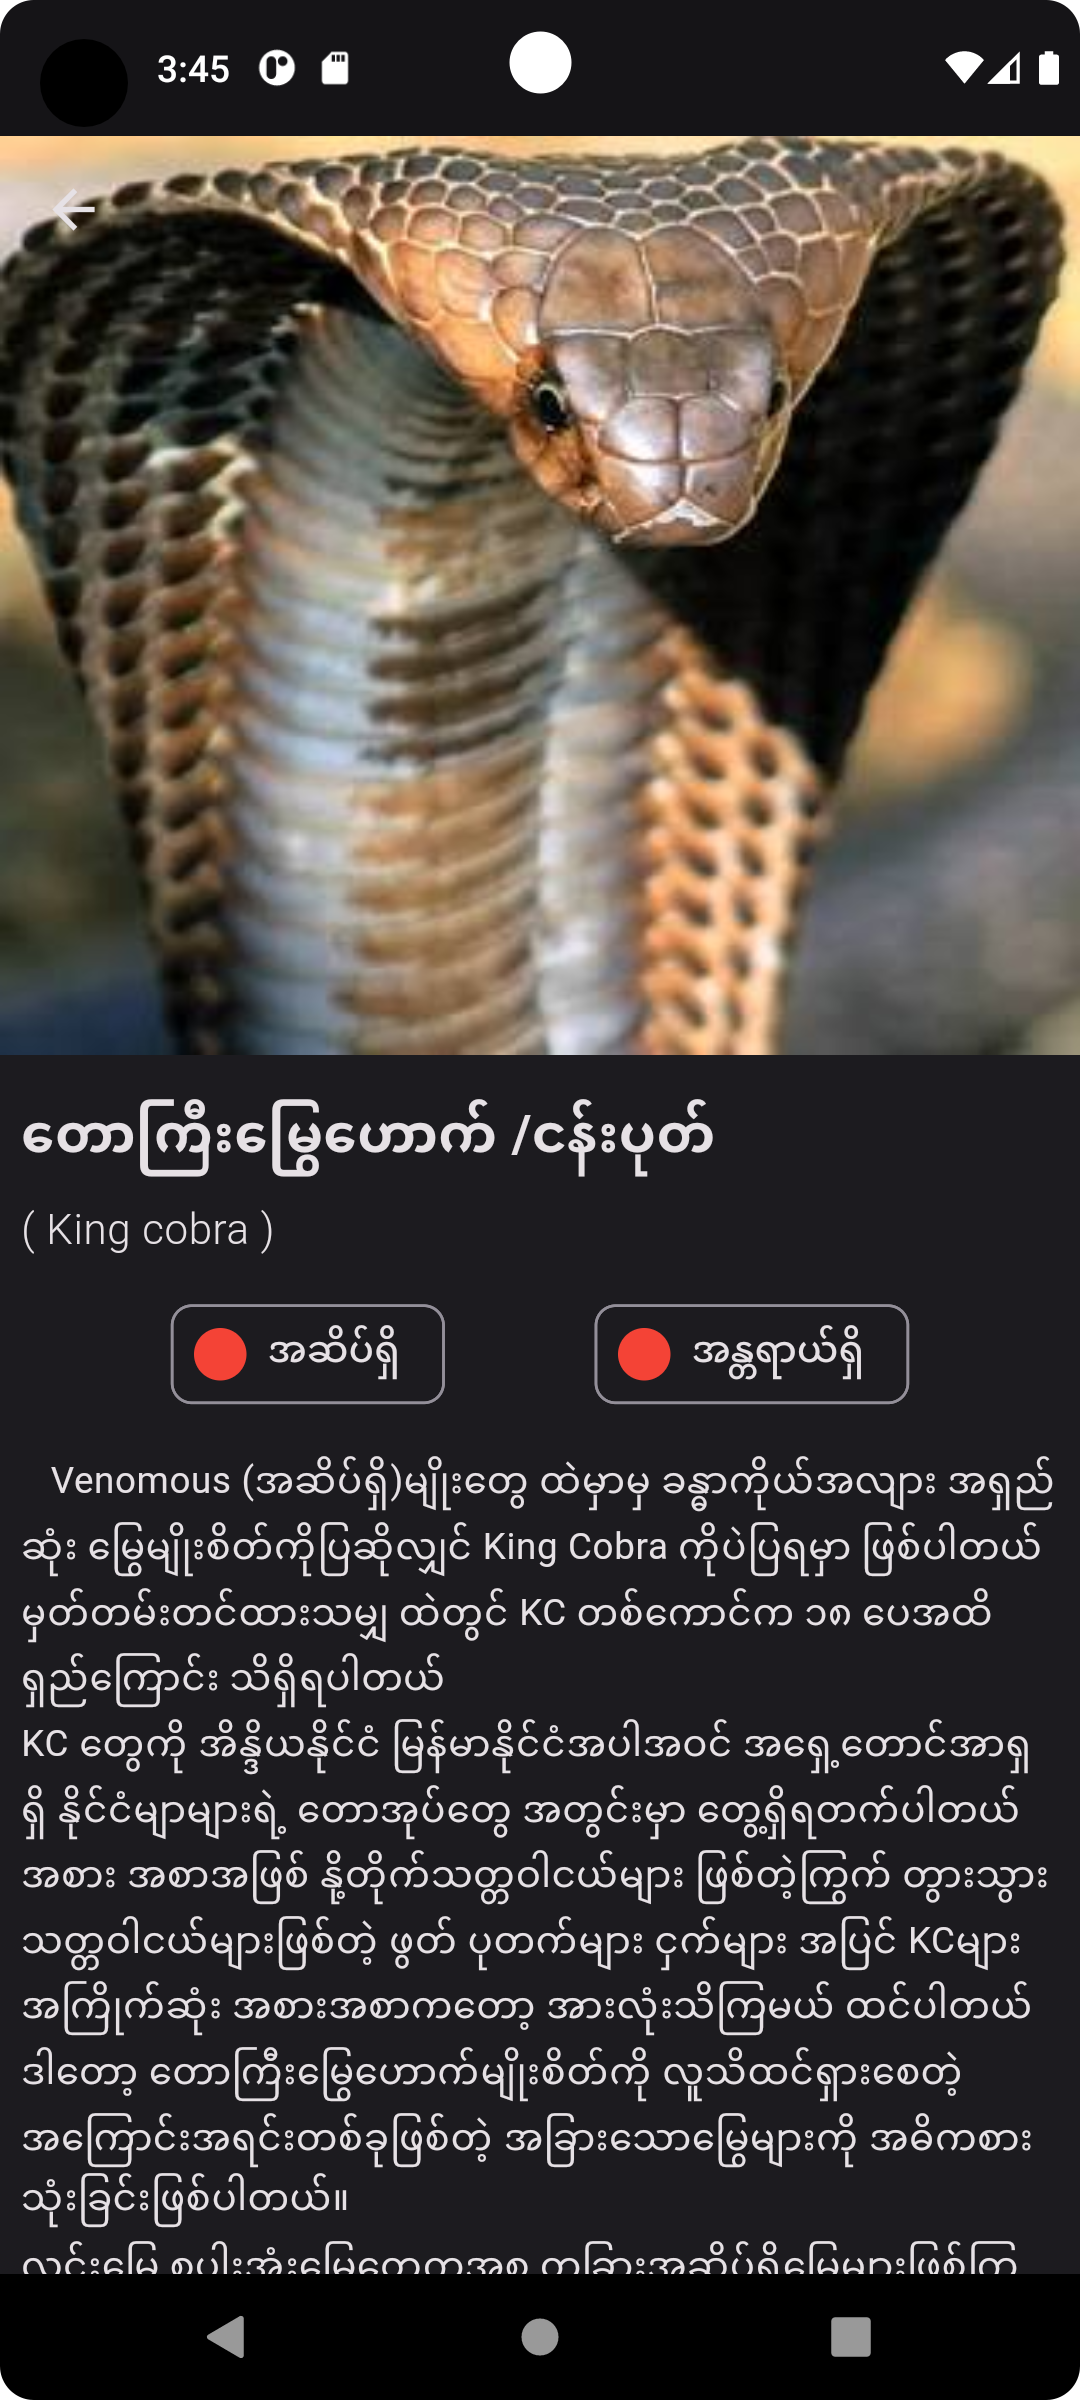 3:45
တောကြီးမြွေဟောက် /ငန်းပုတ်
( King cobra )
အဆိပ်ရှိ
အန္တရာယ်ရှိ
Venomous (အဆိပ်ရှိ)မျိုးတွေ ထဲမှာမှ ခန္ဓာကိုယ်အလျား အရှည်
ဆုံး မြွေမျိုးစိတ်ကိုပြဆိုလျှင် King Cobra ကိုပဲပြရမှာ ဖြစ်ပါတယ်
မှတ်တမ်းတင်ထားသမျှ ထဲတွင် KC တစ်ကောင်က ၁၈ ပေအထိ
ရှည်ကြောင်း သိရှိရပါတယ်
KC တွေကို အိန္ဒိယနိုင်ငံ မြန်မာနိုင်ငံအပါအဝင် အရှေ့တောင်အာရှ
ရှိ နိုင်ငံမျာများရဲ့ တောအုပ်တွေ အတွင်းမှာ တွေ့ရှိရတက်ပါတယ်
အစား အစာအဖြစ် နို့တိုက်သတ္တဝါငယ်များ ဖြစ်တဲ့ကြွက် တွားသွား
သတ္တဝါငယ်များဖြစ်တဲ့ ဖွတ် ပုတက်များ ငှက်များ အပြင် KCများ
အကြိုက်ဆုံး အစားအစာကတော့ အားလုံးသိကြမယ် ထင်ပါတယ်
ဒါတော့ တောကြီးမြွေဟောက်မျိုးစိတ်ကို လူသိထင်ရှားစေတဲ့
အကြောင်းအရင်းတစ်ခုဖြစ်တဲ့ အခြားသောမြွေများကို အဓိကစား
သုံးခြင်းဖြစ်ပါတယ်။